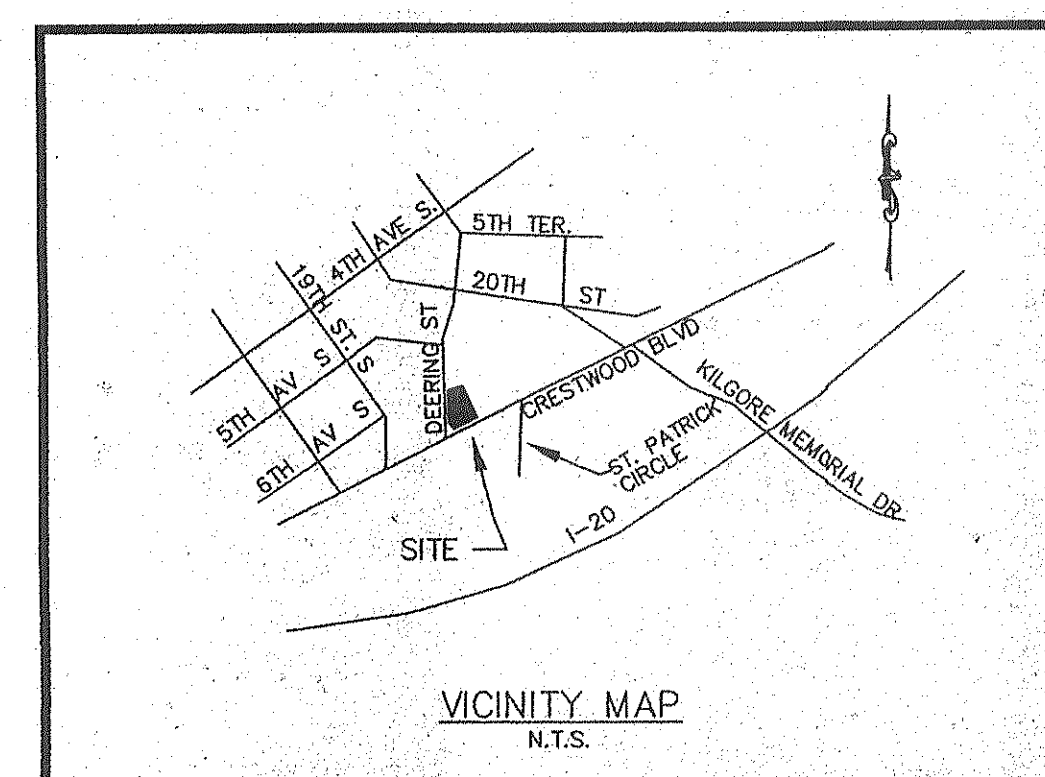 4TH AVE S.
5TH TER.
19TH ST. S
20TH ST
DEERING ST
5TH AV S
6TH AV S
CRESTWOOD BLVD
KILGORE MEMORIAL DR
ST. PATRICK
CIRCLE
I-20
SITE
VICINITY MAP
N.T.S.